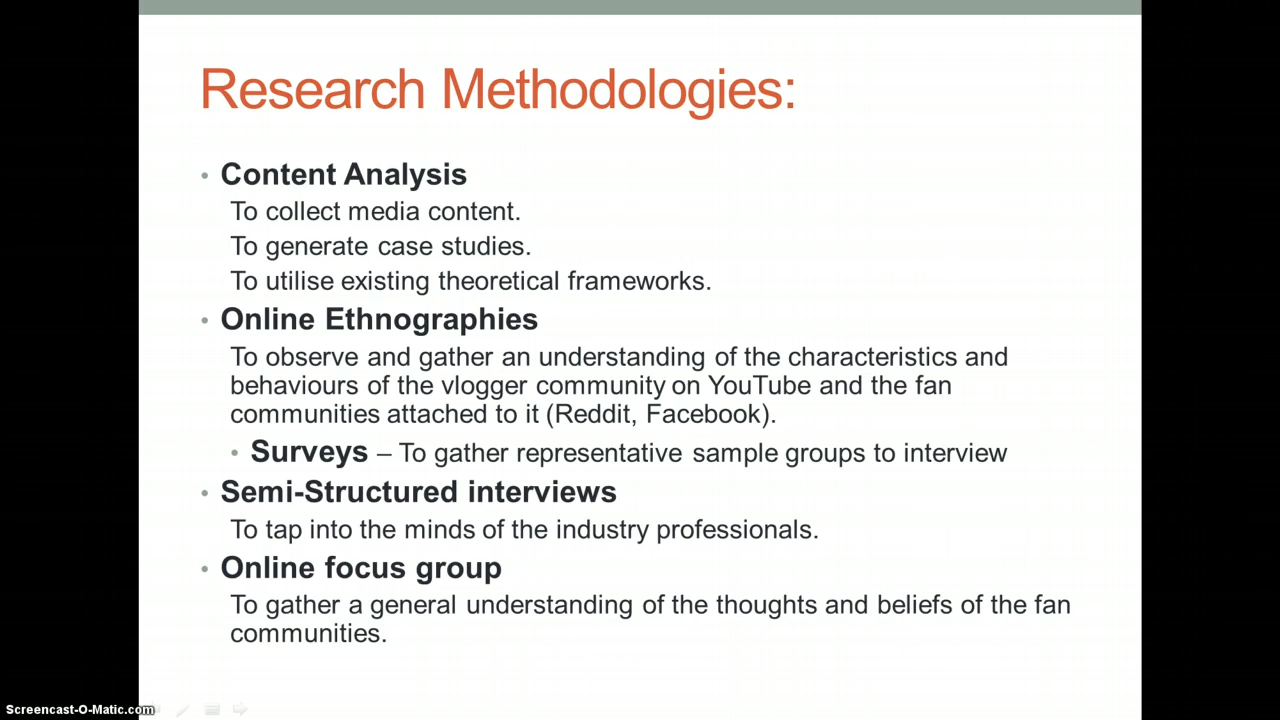 Research Methodologies:
• Content Analysis
To collect media content.
To generate case studies.
To utilise existing theoretical frameworks.
• Online Ethnographies
To observe and gather an understanding of the characteristics and
behaviours of the vlogger community on YouTube and the fan
communities attached to it (Reddit, Facebook).
• Surveys – To gather representative sample groups to interview
• Semi-Structured interviews
To tap into the minds of the industry professionals.
• Online focus group
To gather a general understanding of the thoughts and beliefs of the fan
communities.
Screencast-O-Matic.com